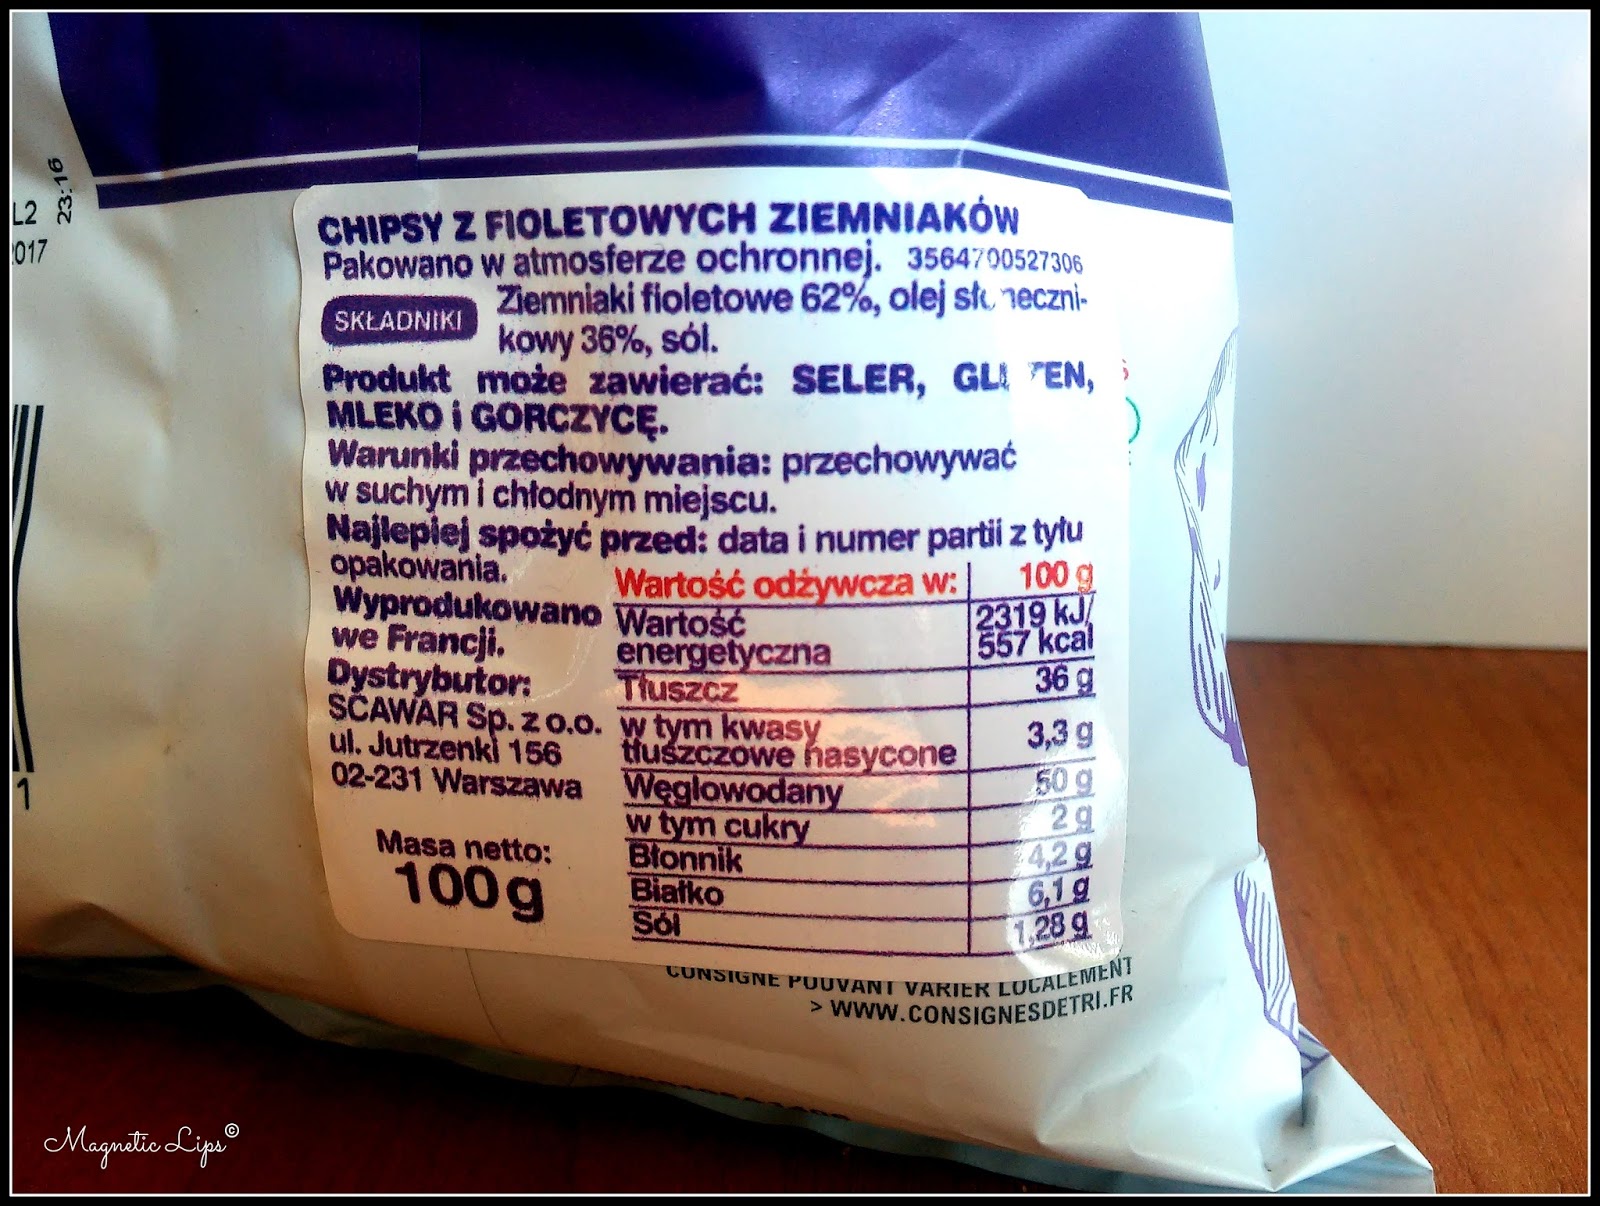 L2
2017
23:16
CHIPSY Z FIOLETOWYCH ZIEMNIAKÓW
Pakowano w atmosferze ochronnej. 3564700527306
SKŁADNIKI
Ziemniaki fioletowe 62%, olej słoneczni-
kowy 36%, sól.
Produkt może zawierać: SELER, GLUTEN,
MLEKO i GORCZYCĘ.
Warunki przechowywania: przechowywać
w suchym i chłodnym miejscu.
Najlepiej spożyć przed: data i numer partii z tyłu
opakowania.
Wyprodukowano
we Francji.
Dystrybutor:
SCAWAR Sp. z o.o.
ul. Jutrzenki 156
02-231 Warszawa
Masa netto:
100g
Wartość odżywcza w: 100 g
Wartość energetyczna 2319 kJ/
557 kcal
Tłuszcz 36 g
w tym kwasy
tłuszczowe nasycone 3,3 g
Węglowodany 50 g
w tym cukry 2 g
Błonnik 4,2 g
Białko 6,1 g
Sól 1,28 g
CONSIGNE POUVANT VARIER LOCALEMENT
> WWW.CONSIGNESDETRI.FR
1
Magnetic Lips©